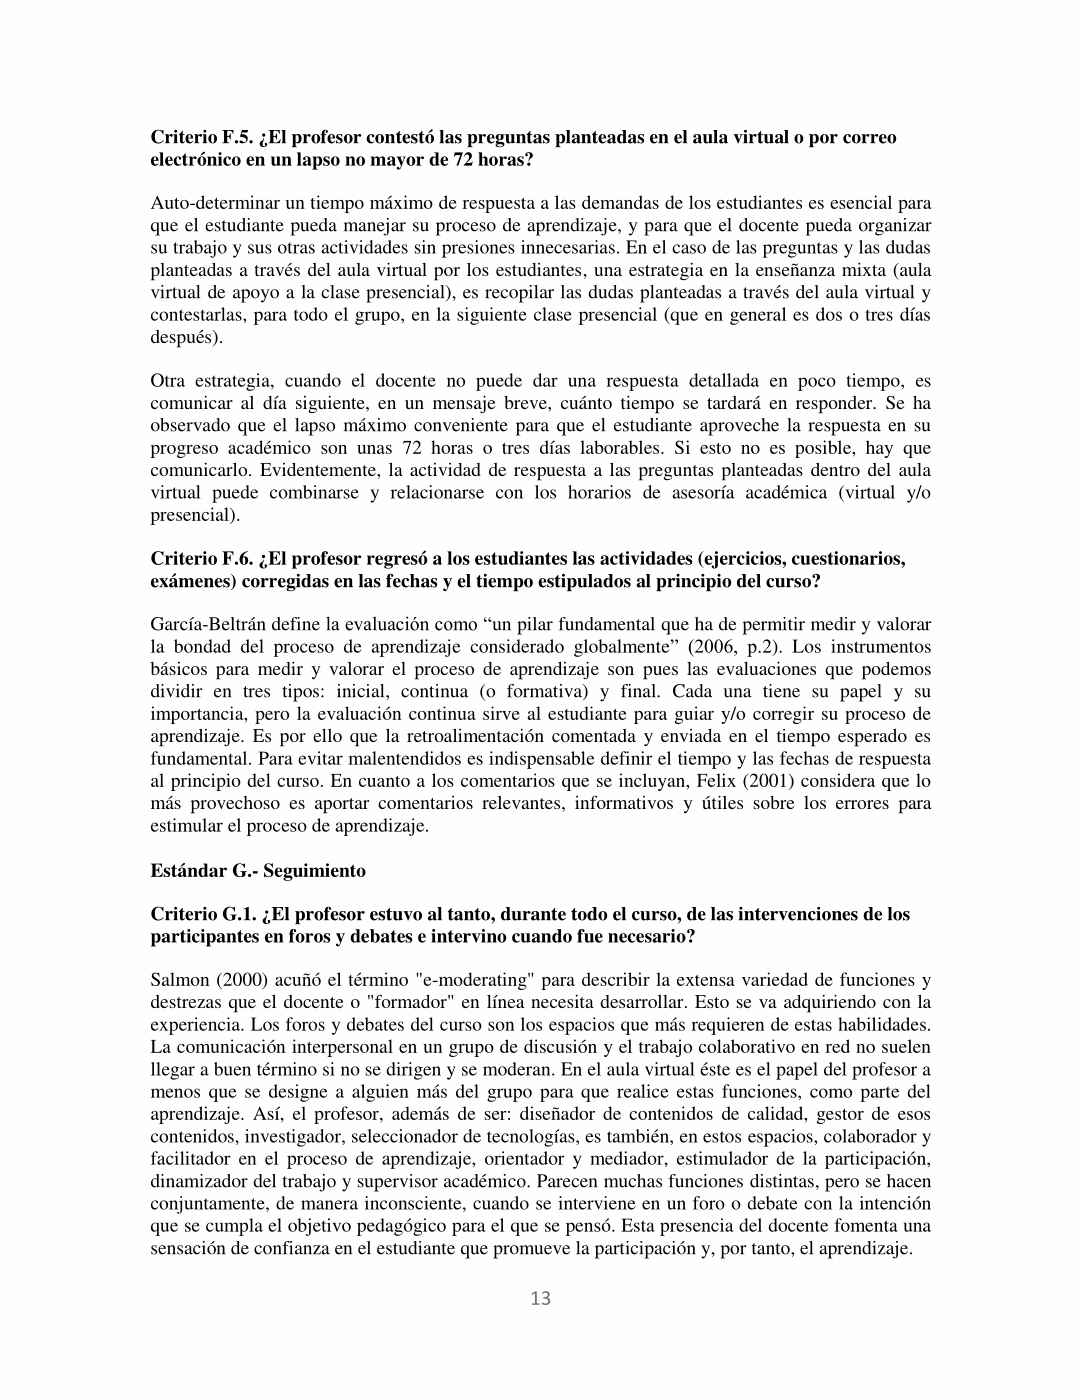 Criterio F.5. ¿El profesor contestó las preguntas planteadas en el aula virtual o por correo
electrónico en un lapso no mayor de 72 horas?
Auto-determinar un tiempo máximo de respuesta a las demandas de los estudiantes es esencial para
que el estudiante pueda manejar su proceso de aprendizaje, y para que el docente pueda organizar
su trabajo y sus otras actividades sin presiones innecesarias. En el caso de las preguntas y las dudas
planteadas a través del aula virtual por los estudiantes, una estrategia en la enseñanza mixta (aula
virtual de apoyo a la clase presencial), es recopilar las dudas planteadas a través del aula virtual y
contestarlas, para todo el grupo, en la siguiente clase presencial (que en general es dos o tres días
después).
Otra estrategia, cuando el docente no puede dar una respuesta detallada en poco tiempo, es
comunicar al día siguiente, en un mensaje breve, cuánto tiempo se tardará en responder. Se ha
observado que el lapso máximo conveniente para que el estudiante aproveche la respuesta en su
progreso académico son unas 72 horas o tres días laborables. Si esto no es posible, hay que
comunicarlo. Evidentemente, la actividad de respuesta a las preguntas planteadas dentro del aula
virtual puede combinarse y relacionarse con los horarios de asesoría académica (virtual y/o
presencial).
Criterio F.6. ¿El profesor regresó a los estudiantes las actividades (ejercicios, cuestionarios,
exámenes) corregidas en las fechas y el tiempo estipulados al principio del curso?
García-Beltrán define la evaluación como “un pilar fundamental que ha de permitir medir y valorar
la bondad del proceso de aprendizaje considerado globalmente” (2006, p.2). Los instrumentos
básicos para medir y valorar el proceso de aprendizaje son pues las evaluaciones que podemos
dividir en tres tipos: inicial, continua (o formativa) y final. Cada una tiene su papel y su
importancia, pero la evaluación continua sirve al estudiante para guiar y/o corregir su proceso de
aprendizaje. Es por ello que la retroalimentación comentada y enviada en el tiempo esperado es
fundamental. Para evitar malentendidos es indispensable definir el tiempo y las fechas de respuesta
al principio del curso. En cuanto a los comentarios que se incluyan, Felix (2001) considera que lo
más provechoso es aportar comentarios relevantes, informativos y útiles sobre los errores para
estimular el proceso de aprendizaje.
Estándar G.- Seguimiento
Criterio G.1. ¿El profesor estuvo al tanto, durante todo el curso, de las intervenciones de los
participantes en foros y debates e intervino cuando fue necesario?
Salmon (2000) acuñó el término "e-moderating" para describir la extensa variedad de funciones y
destrezas que el docente o "formador" en línea necesita desarrollar. Esto se va adquiriendo con la
experiencia. Los foros y debates del curso son los espacios que más requieren de estas habilidades.
La comunicación interpersonal en un grupo de discusión y el trabajo colaborativo en red no suelen
llegar a buen término si no se dirigen y se moderan. En el aula virtual éste es el papel del profesor a
menos que se designe a alguien más del grupo para que realice estas funciones, como parte del
aprendizaje. Así, el profesor, además de ser: diseñador de contenidos de calidad, gestor de esos
contenidos, investigador, seleccionador de tecnologías, es también, en estos espacios, colaborador y
facilitador en el proceso de aprendizaje, orientador y mediador, estimulador de la participación,
dinamizador del trabajo y supervisor académico. Parecen muchas funciones distintas, pero se hacen
conjuntamente, de manera inconsciente, cuando se interviene en un foro o debate con la intención
que se cumpla el objetivo pedagógico para el que se pensó. Esta presencia del docente fomenta una
sensación de confianza en el estudiante que promueve la participación y, por tanto, el aprendizaje.
13